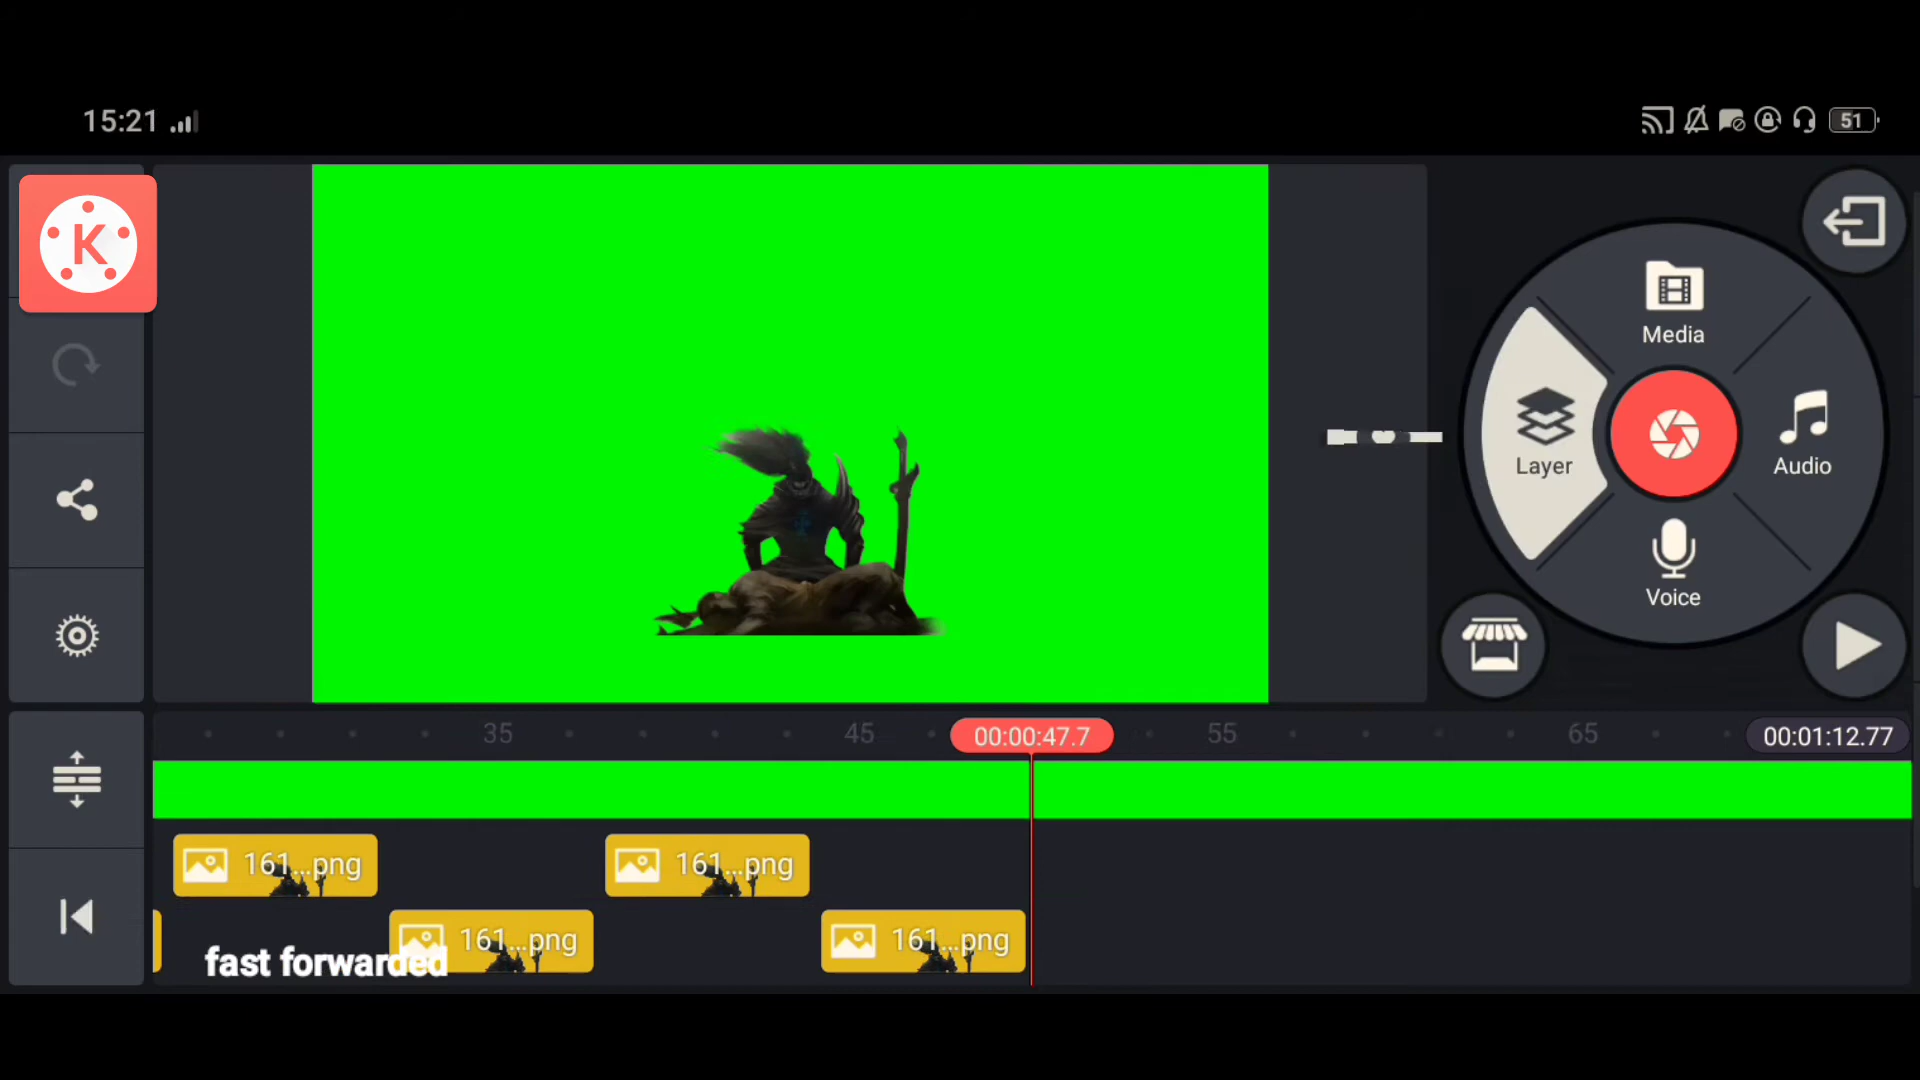 15:21
51
K
Media
Layer
Audio
Voice
35
45
00:00:47.7
55
65
00:01:12.77
161...png
161...png
161...png
161...png
fast forwarded